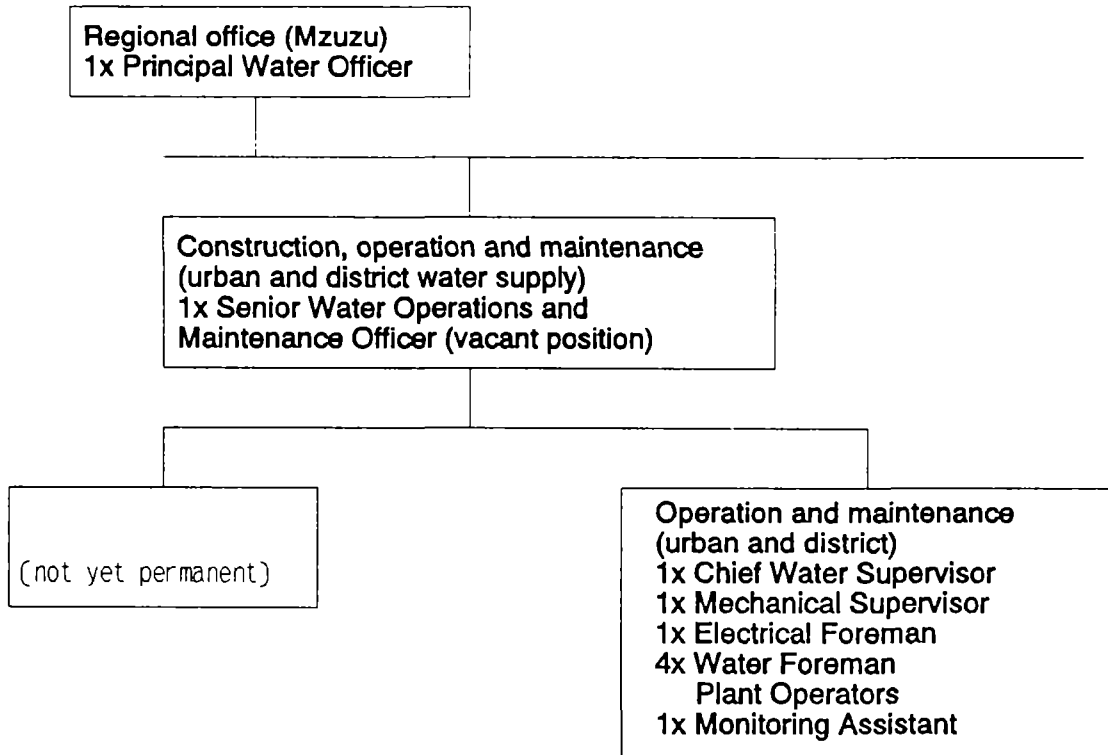 Regional office (Mzuzu)
1x Principal Water Officer
Construction, operation and maintenance
(urban and district water supply)
1x Senior Water Operations and
Maintenance Officer (vacant position)
(not yet permanent)
Operation and maintenance
(urban and district)
1x Chief Water Supervisor
1x Mechanical Supervisor
1x Electrical Foreman
4x Water Foreman
Plant Operators
1x Monitoring Assistant